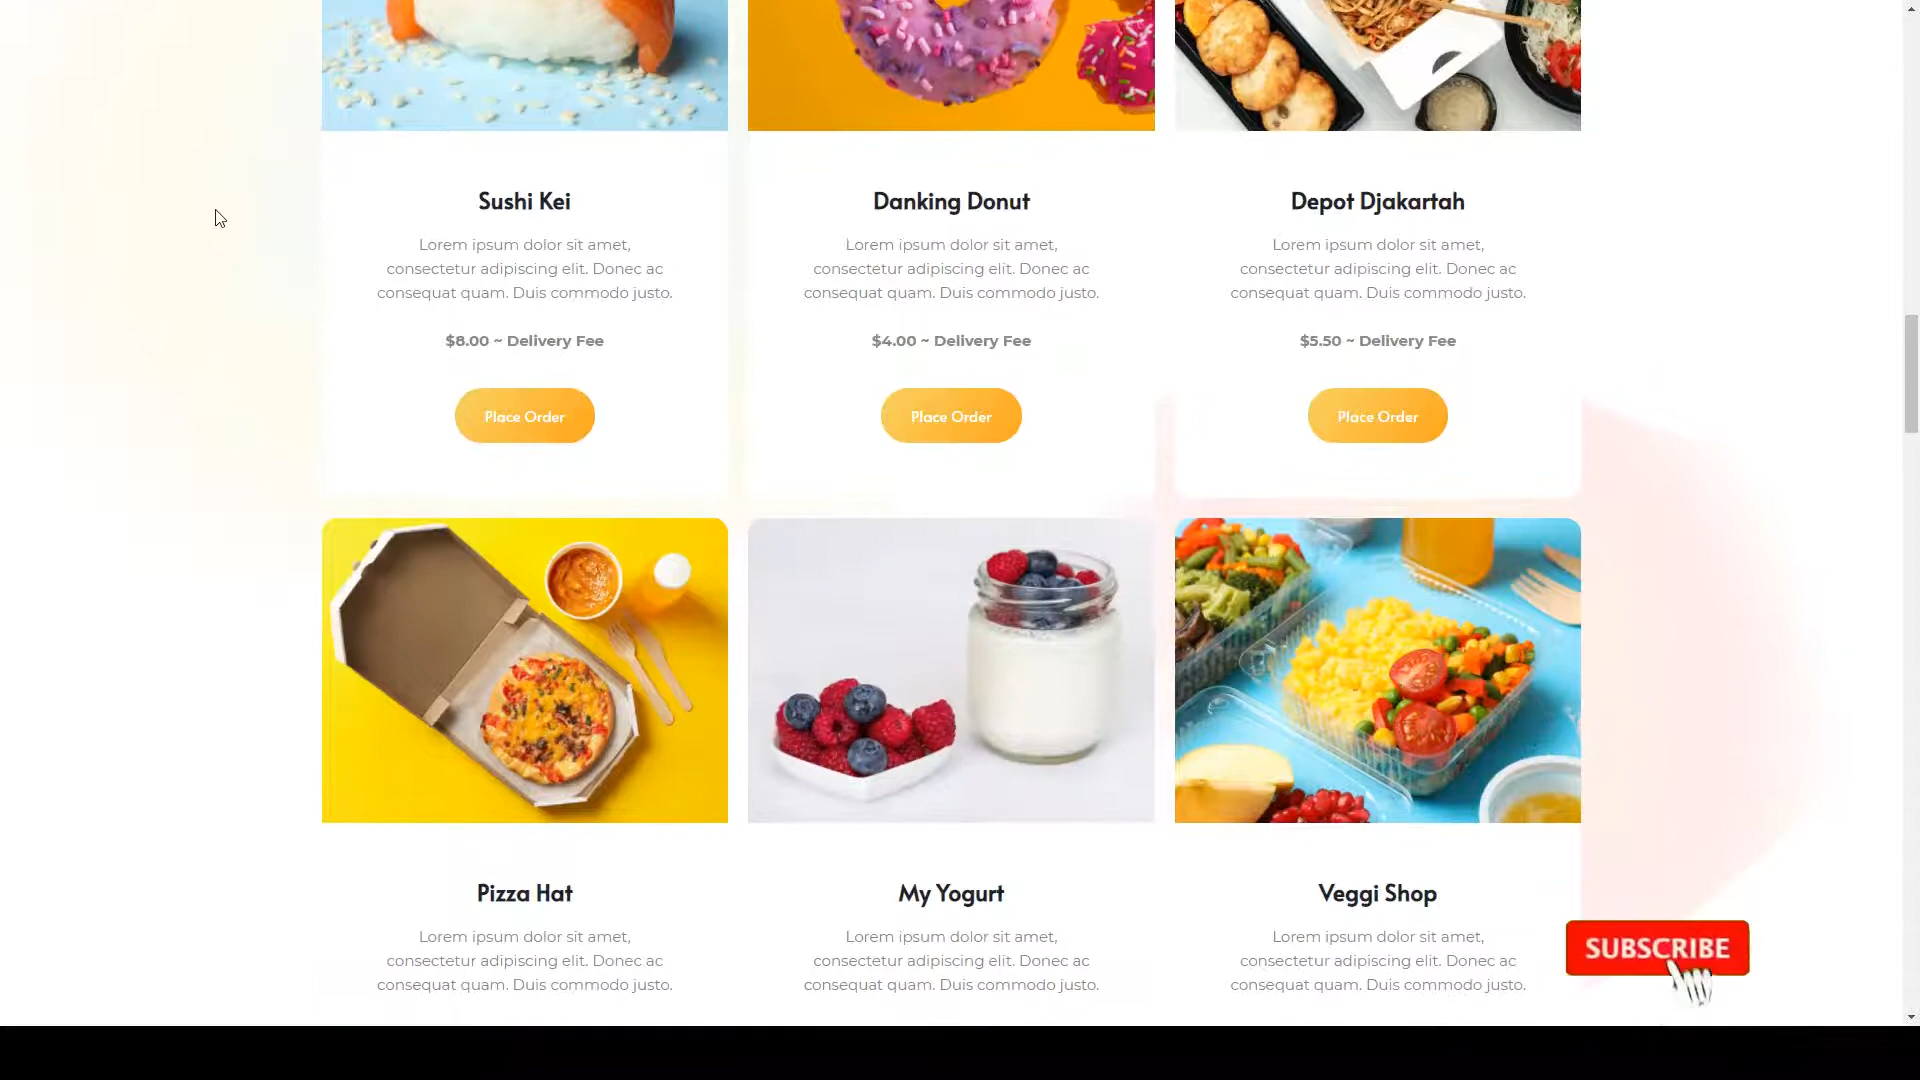 Sushi Kei
Lorem ipsum dolor sit amet,
consectetur adipiscing elit. Donec ac
consequat quam. Duis commodo justo.
$8.00 ~ Delivery Fee
Place Order
Danking Donut
Lorem ipsum dolor sit amet,
consectetur adipiscing elit. Donec ac
consequat quam. Duis commodo justo.
$4.00 ~ Delivery Fee
Place Order
Depot Djakartah
Lorem ipsum dolor sit amet,
consectetur adipiscing elit. Donec ac
consequat quam. Duis commodo justo.
$5.50 ~ Delivery Fee
Place Order
Pizza Hat
Lorem ipsum dolor sit amet,
consectetur adipiscing elit. Donec ac
consequat quam. Duis commodo justo.
My Yogurt
Lorem ipsum dolor sit amet,
consectetur adipiscing elit. Donec ac
consequat quam. Duis commodo justo.
Veggi Shop
Lorem ipsum dolor sit amet,
consectetur adipiscing elit. Donec ac
consequat quam. Duis commodo justo.
SUBSCRIBE